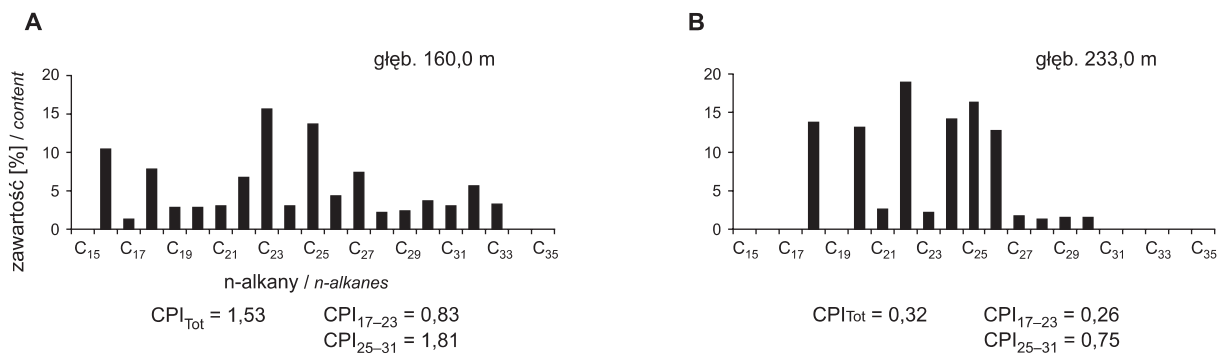 A
głęb. 160,0 m
zawartość [%] / content
20
15
10
5
0
C15 C17 C19 C21 C23 C25 C27 C29 C31 C33 C35
n-alkany / n-alkanes
CPITot = 1,53
CPI17–23 = 0,83
CPI25–31 = 1,81
B
głęb. 233,0 m
20
15
10
5
0
C15 C17 C19 C21 C23 C25 C27 C29 C31 C33 C35
CPITot = 0,32
CPI17–23 = 0,26
CPI25–31 = 0,75